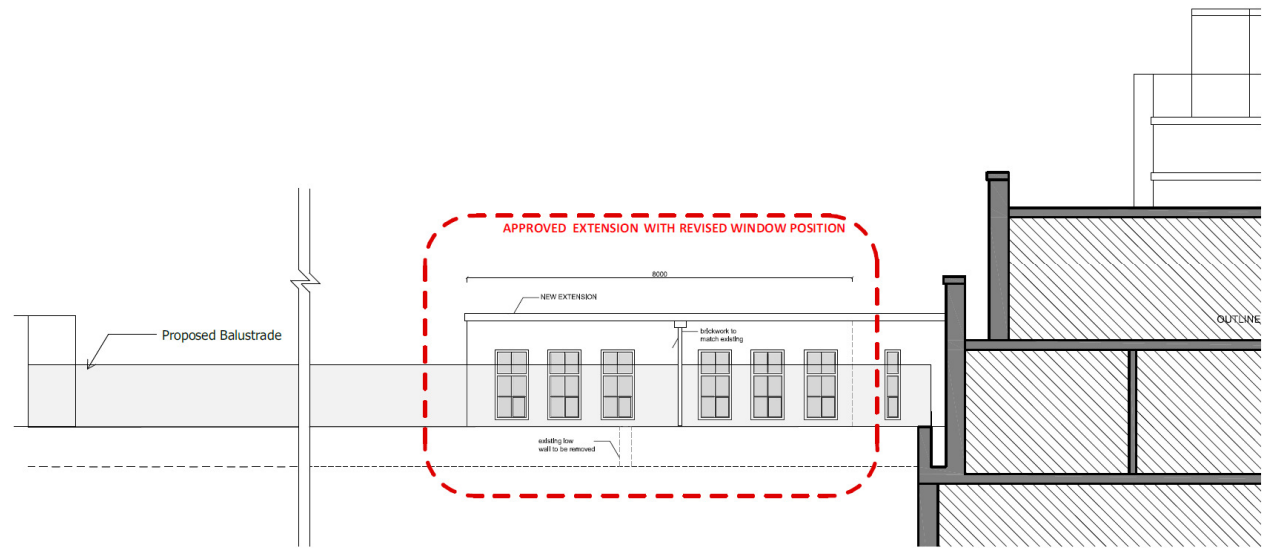 APPROVED EXTENSION WITH REVISED WINDOW POSITION
8000
NEW EXTENSION
OUTLINE
Proposed Balustrade
brickwork to
match existing
existing low
wall to be removed